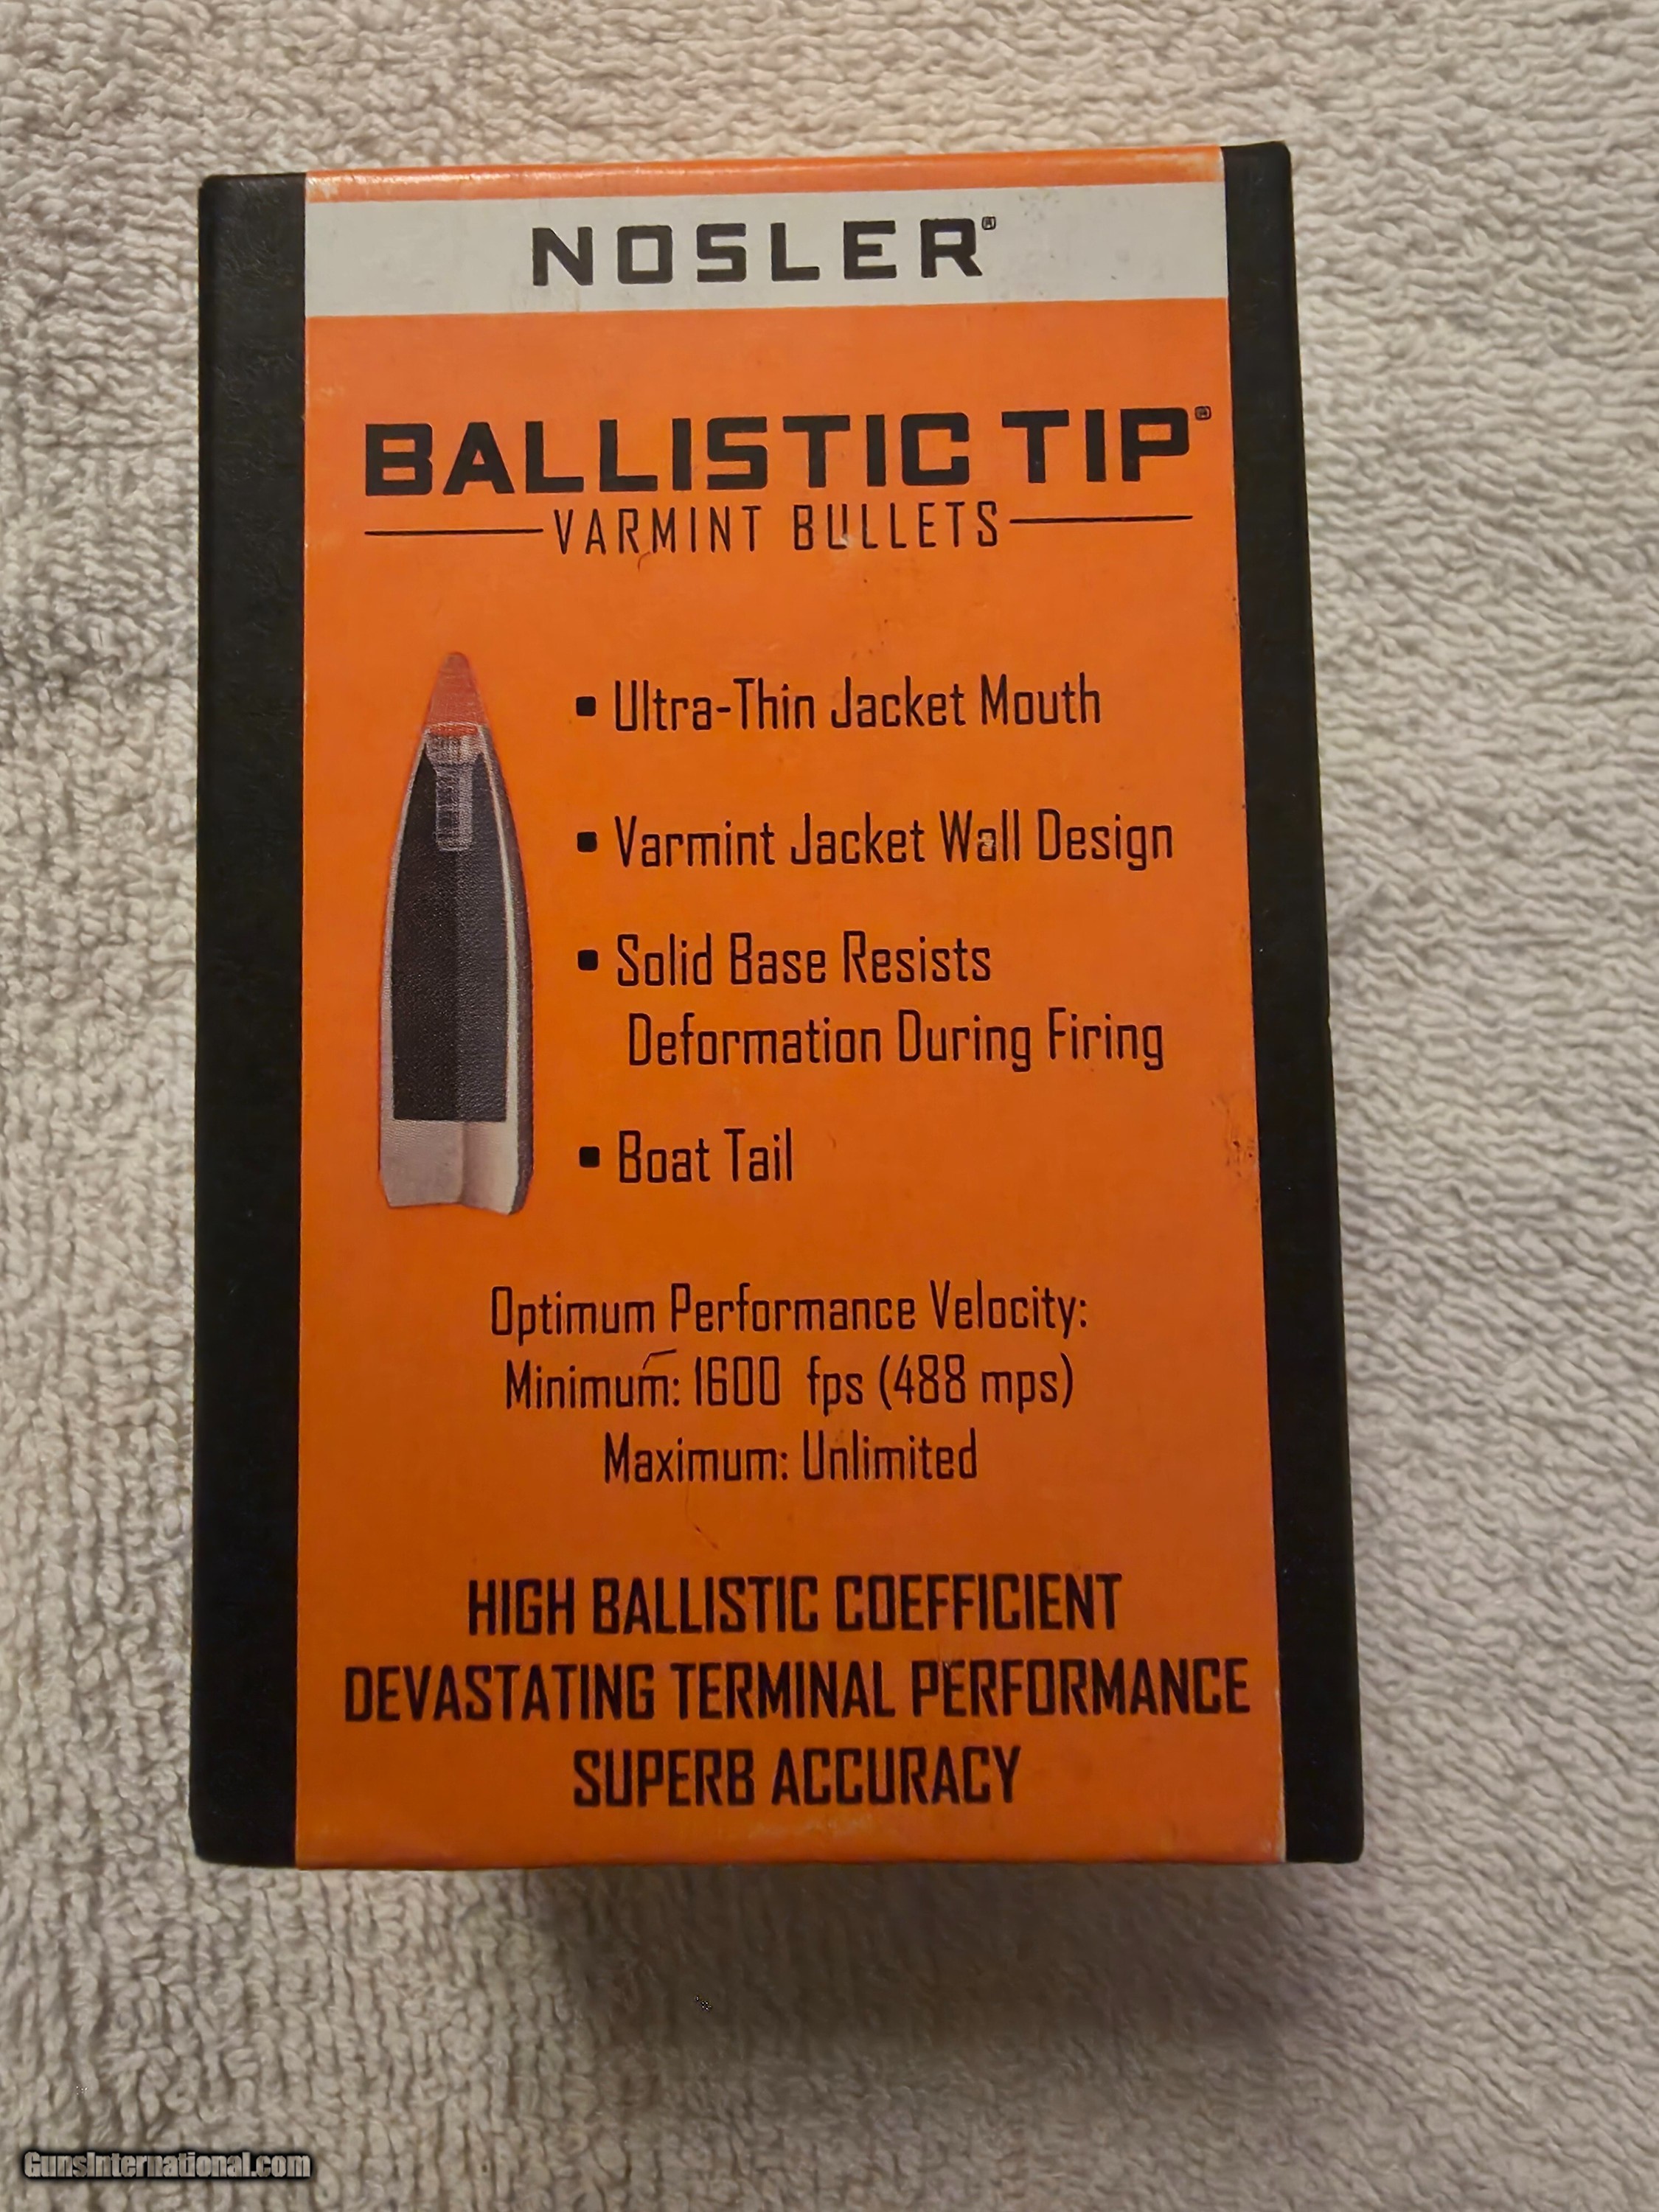 NOSLER®
BALLISTIC TIP®
VARMINT BULLETS
▪ Ultra-Thin Jacket Mouth
▪ Varmint Jacket Wall Design
▪ Solid Base Resists
Deformation During Firing
▪ Boat Tail
Optimum Performance Velocity:
Minimum: 1600 fps (488 mps)
Maximum: Unlimited
HIGH BALLISTIC COEFFICIENT
DEVASTATING TERMINAL PERFORMANCE
SUPERB ACCURACY
GunsInternational.com